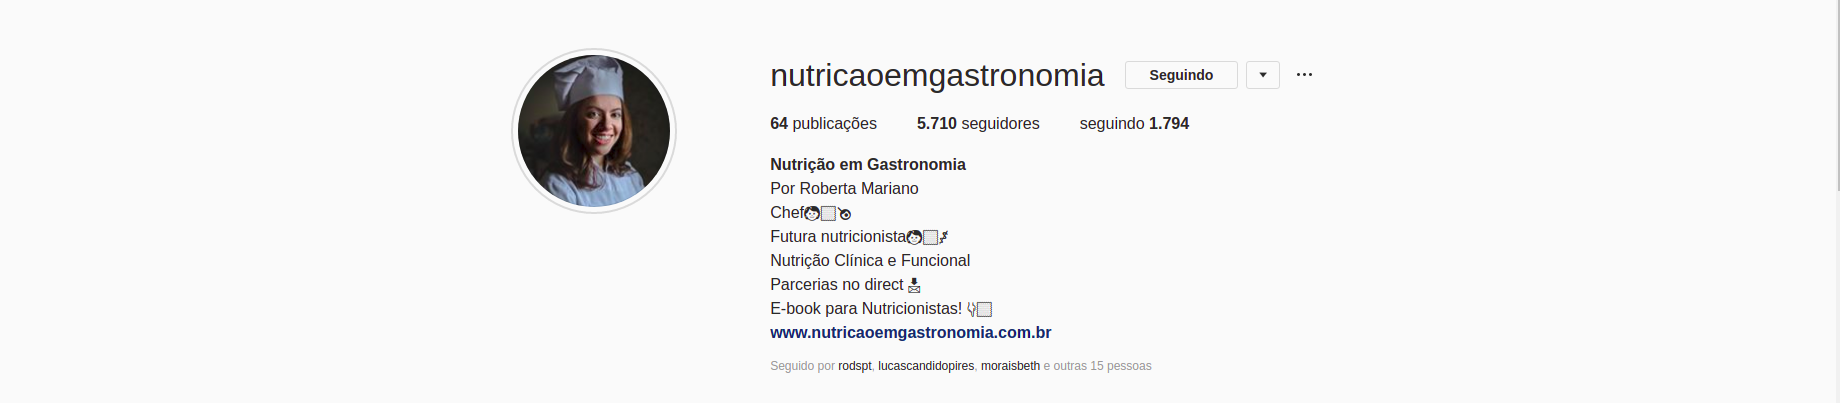 nutricaoemgastronomia Seguindo
64 publicações 5.710 seguidores seguindo 1.794
Nutrição em Gastronomia
Por Roberta Mariano
Chef
Futura nutricionista
Nutrição Clínica e Funcional
Parcerias no direct
E-book para Nutricionistas!
www.nutricaoemgastronomia.com.br
Seguido por rodspt, lucascandidopires, moraisbeth e outras 15 pessoas